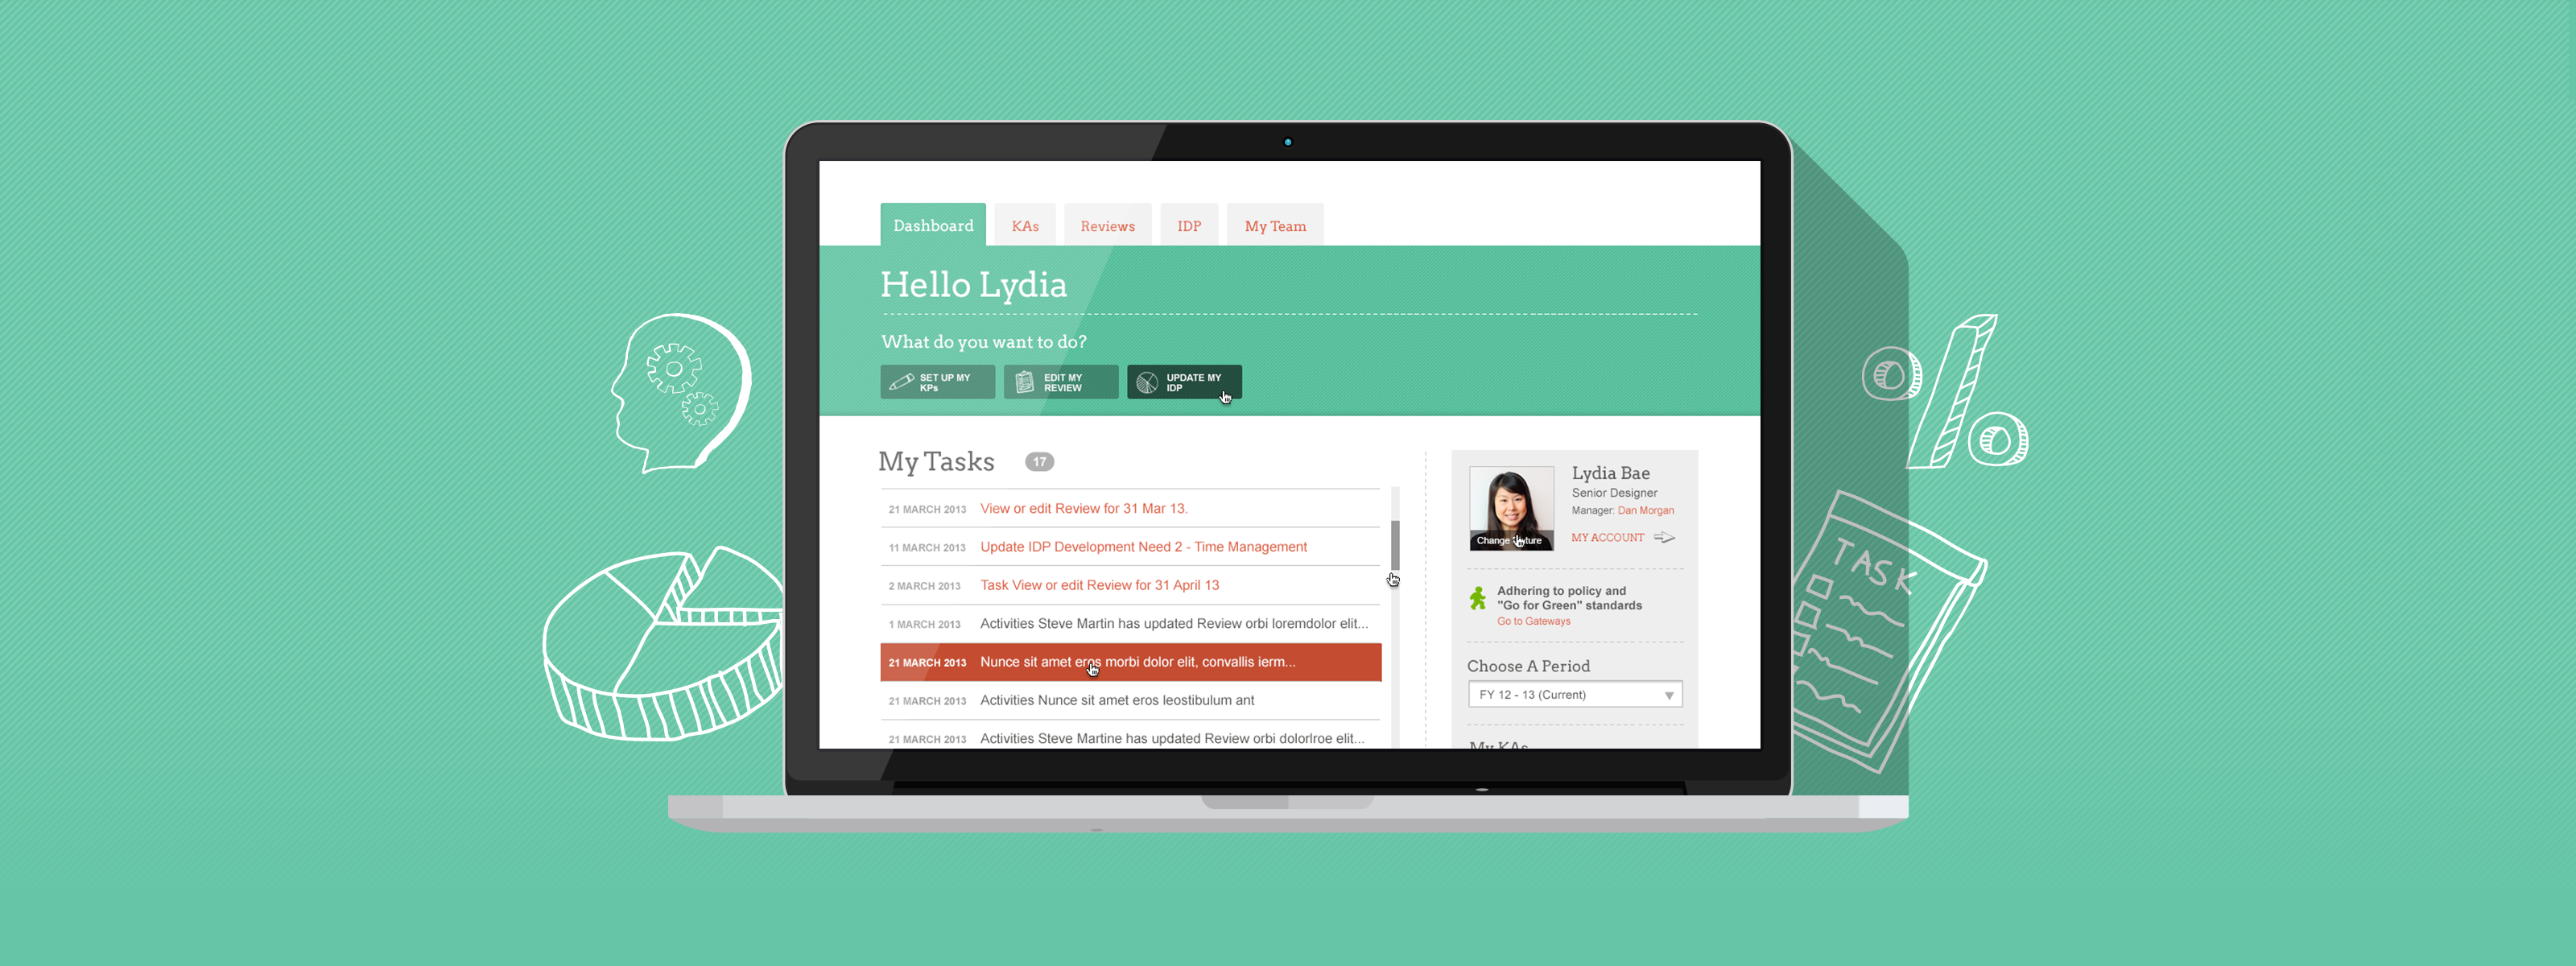 Dashboard
KAs
Reviews
IDP
My Team
Hello Lydia
What do you want to do?
SET UP MY
KPs
EDIT MY
REVIEW
UPDATE MY
IDP
My Tasks 17
21 MARCH 2013 View or edit Review for 31 Mar 13.
11 MARCH 2013 Update IDP Development Need 2 - Time Management
2 MARCH 2013 Task View or edit Review for 31 April 13
1 MARCH 2013 Activities Steve Martin has updated Review orbi loremdolor elit...
21 MARCH 2013 Nunce sit amet eros morbi dolor elit, convallis ierm...
21 MARCH 2013 Activities Nunce sit amet eros leostibulum ant
21 MARCH 2013 Activities Steve Martine has updated Review orbi dolorlroe elit...
Change
Lydia Bae
Senior Designer
Manager: Dan Morgan
MY ACCOUNT
Adhering to policy and
"Go for Green" standards
Go to Gateways
Choose A Period
FY 12 - 13 (Current)
My KAs
%
TASK